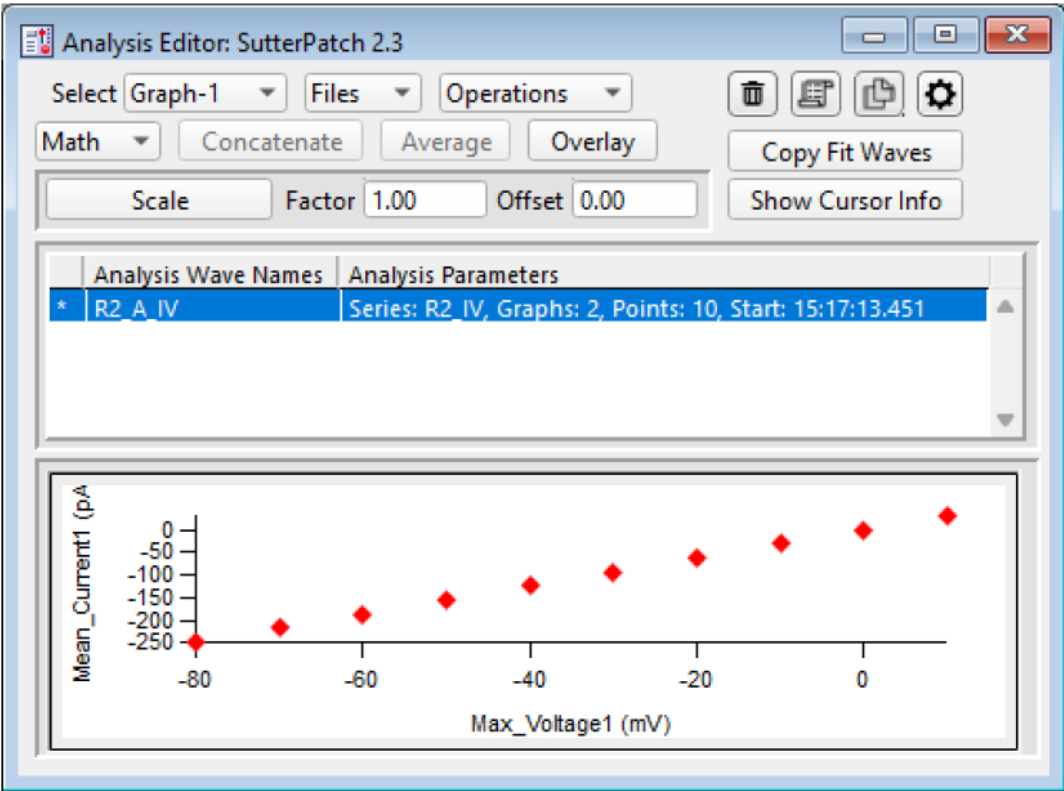 Analysis Editor: SutterPatch 2.3
Select Graph-1 Files Operations
Math Concatenate Average Overlay
Copy Fit Waves
Scale Factor 1.00 Offset 0.00
Show Cursor Info
Analysis Wave Names Analysis Parameters
* R2_A_IV Series: R2_IV, Graphs: 2, Points: 10, Start: 15:17:13.451
Mean_Current1 (pA
0
-50
-100
-150
-200
-250
-80 -60 -40 -20 0
Max_Voltage1 (mV)